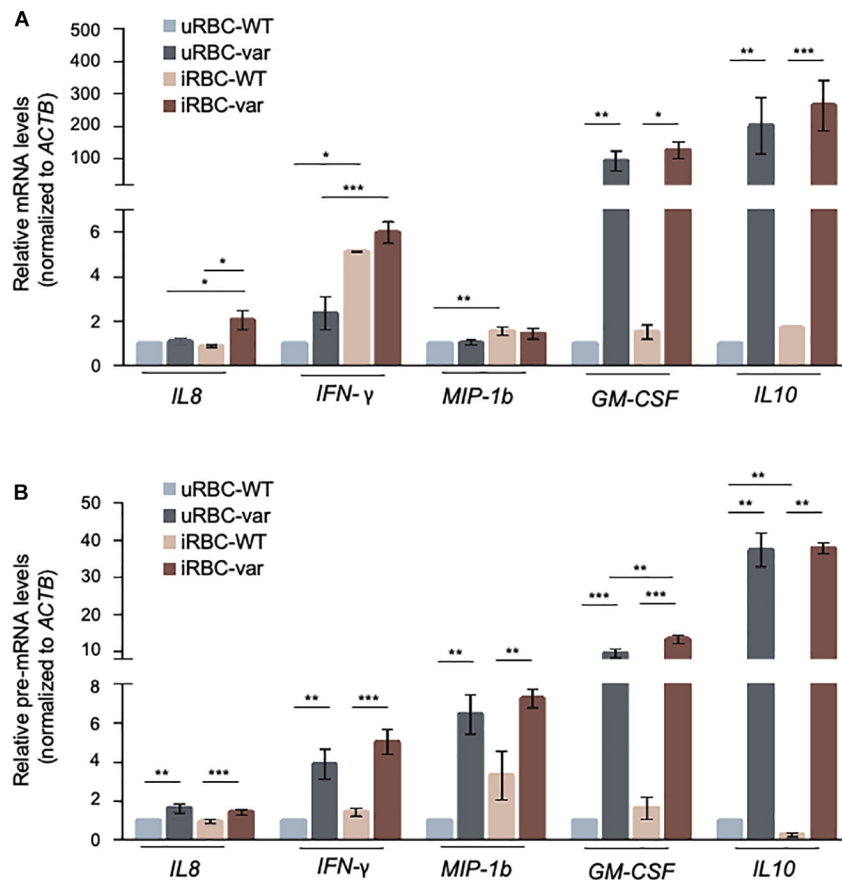 A
Relative mRNA levels
(normalized to ACTB)
uRBC-WT
uRBC-var
iRBC-WT
iRBC-var
500
400
300
200
100
6
4
2
0
*
*
*
***
**
**
*
**
***
IL8
IFN-γ
MIP-1b
GM-CSF
IL10
B
Relative pre-mRNA levels
(normalized to ACTB)
uRBC-WT
uRBC-var
iRBC-WT
iRBC-var
50
40
30
20
10
8
6
4
2
0
**
***
**
***
**
**
***
**
***
**
**
**
IL8
IFN-γ
MIP-1b
GM-CSF
IL10